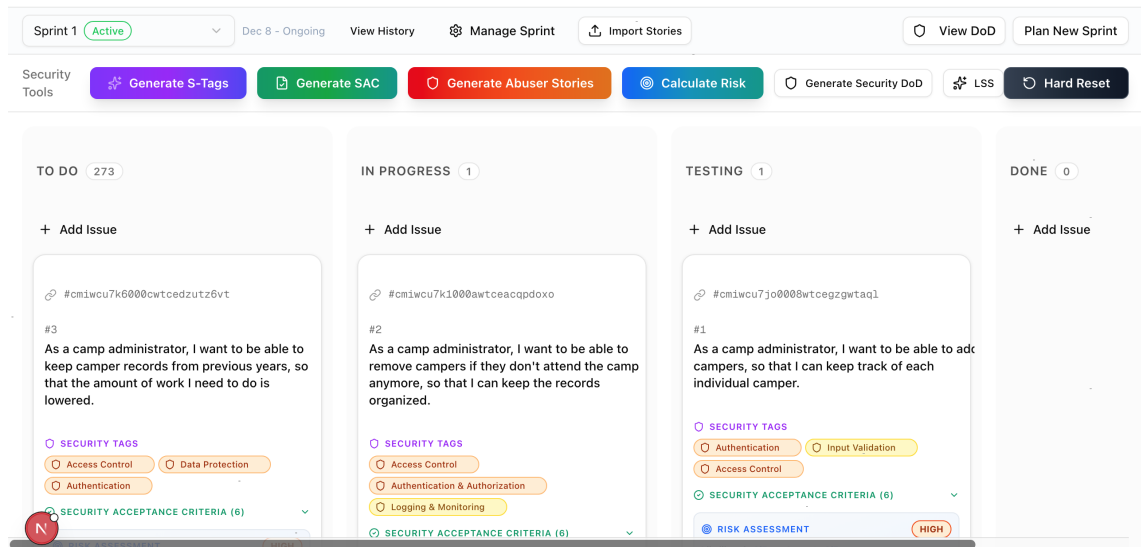 Sprint 1 Active Dec 8 - Ongoing View History Manage Sprint Import Stories View DoD Plan New Sprint
Security
Tools
Generate S-Tags Generate SAC Generate Abuser Stories Calculate Risk Generate Security DoD LSS Hard Reset
TO DO 273
Add Issue
#cmiwcu7k6000cwtcedzutz6vt
#3
As a camp administrator, I want to be able to
keep camper records from previous years, so
that the amount of work I need to do is
lowered.
SECURITY TAGS
Access Control Data Protection
Authentication
SECURITY ACCEPTANCE CRITERIA (6)
RISK ASSESSMENT HIGH
N
IN PROGRESS 1
Add Issue
#cmiwcu7k1000awtceacqpdoxo
#2
As a camp administrator, I want to be able to
remove campers if they don't attend the camp
anymore, so that I can keep the records
organized.
SECURITY TAGS
Access Control
Authentication & Authorization
Logging & Monitoring
SECURITY ACCEPTANCE CRITERIA (6)
TESTING 1
Add Issue
#cmiwcu7jo0008wtcegzgwtaql
#1
As a camp administrator, I want to be able to add
campers, so that I can keep track of each
individual camper.
SECURITY TAGS
Authentication Input Validation
Access Control
SECURITY ACCEPTANCE CRITERIA (6)
RISK ASSESSMENT HIGH
DONE 0
Add Issue